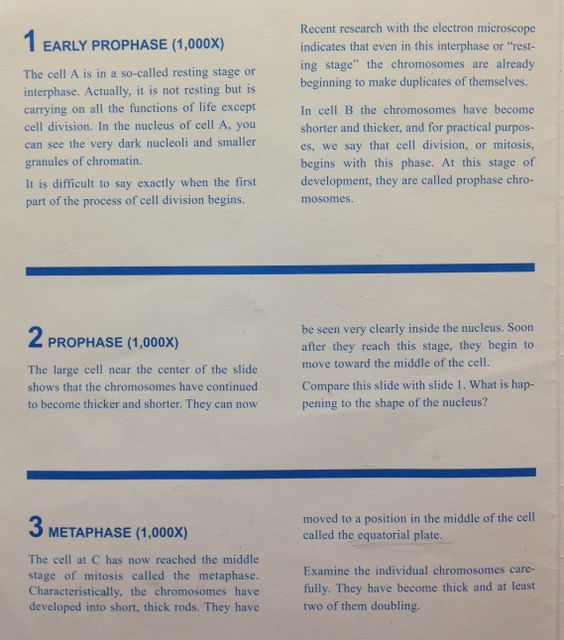 1 EARLY PROPHASE (1,000X)
The cell A is in a so-called resting stage or
interphase. Actually, it is not resting but is
carrying on all the functions of life except
cell division. In the nucleus of cell A, you
can see the very dark nucleoli and smaller
granules of chromatin.
It is difficult to say exactly when the first
part of the process of cell division begins.
Recent research with the electron microscope
indicates that even in this interphase or “rest-
ing stage” the chromosomes are already
beginning to make duplicates of themselves.
In cell B the chromosomes have become
shorter and thicker, and for practical purpos-
es, we say that cell division, or mitosis,
begins with this phase. At this stage of
development, they are called prophase chro-
mosomes.
2 PROPHASE (1,000X)
The large cell near the center of the slide
shows that the chromosomes have continued
to become thicker and shorter. They can now
be seen very clearly inside the nucleus. Soon
after they reach this stage, they begin to
move toward the middle of the cell.
Compare this slide with slide 1. What is hap-
pening to the shape of the nucleus?
3 METAPHASE (1,000X)
The cell at C has now reached the middle
stage of mitosis called the metaphase.
Characteristically, the chromosomes have
developed into short, thick rods. They have
moved to a position in the middle of the cell
called the equatorial plate.
Examine the individual chromosomes care-
fully. They have become thick and at least
two of them doubling.